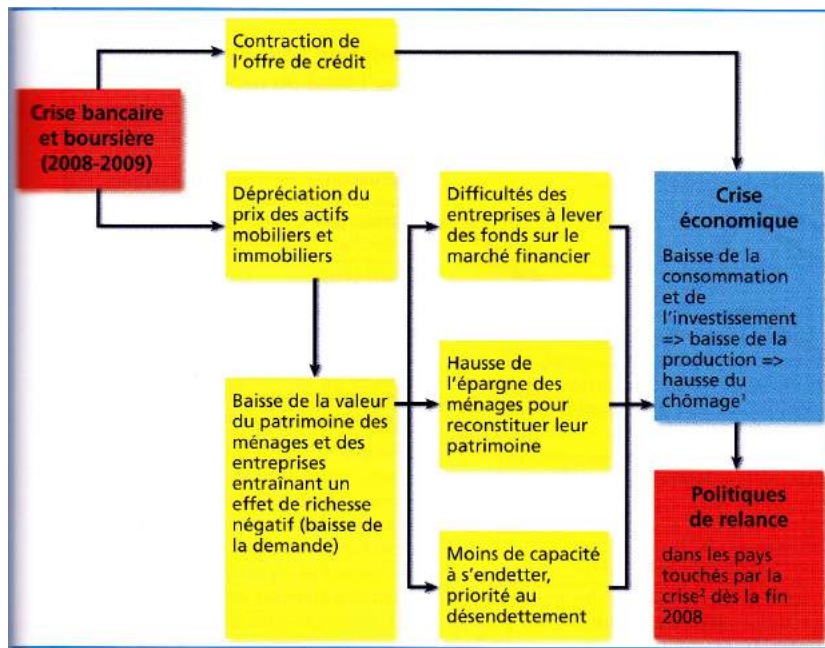 Contraction de
l'offre de crédit
Crise bancaire
et boursière
(2008-2009)
Dépréciation du
prix des actifs
mobiliers et
immobiliers
Difficultés des
entreprises à lever
des fonds sur le
marché financier
Crise
économique
Baisse de la
consommation
et de
l'investissement
=> baisse de la
production =>
hausse du
chômage¹
Baisse de la valeur
du patrimoine des
ménages et des
entreprises
entraînant un
effet de richesse
négatif (baisse de
la demande)
Hausse de
l'épargne des
ménages pour
reconstituer leur
patrimoine
Moins de capacité
à s'endetter,
priorité au
désendettement
Politiques
de relance
dans les pays
touchés par la
crise² dès la fin
2008